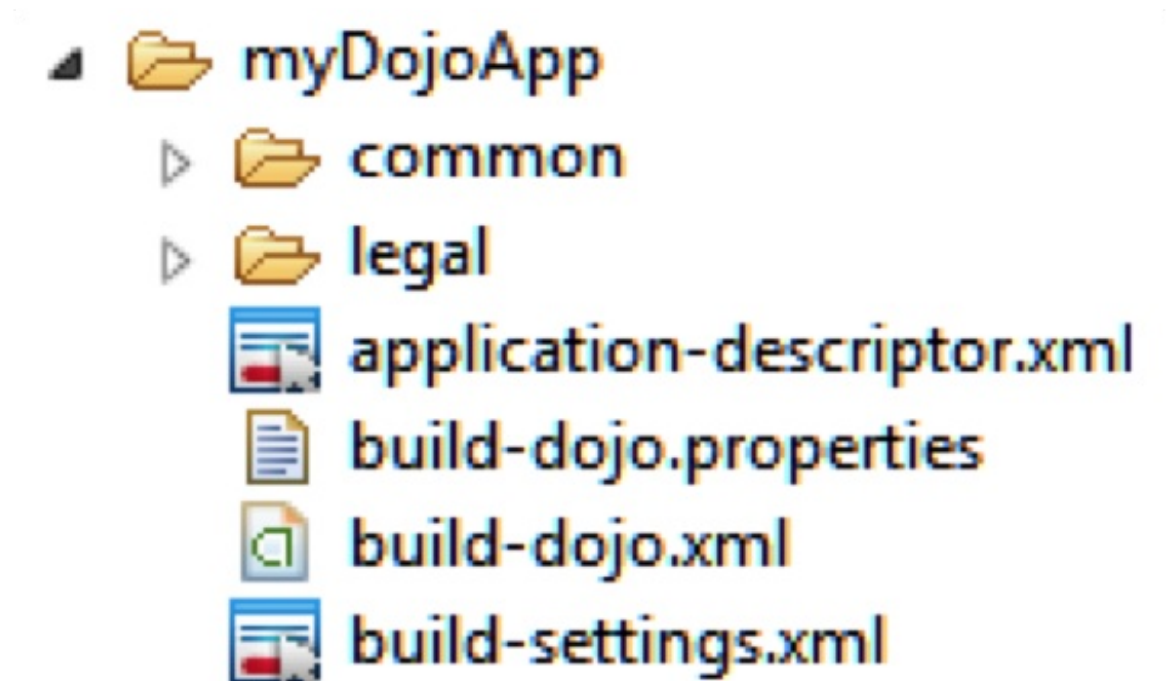 myDojoApp
common
legal
application-descriptor.xml
build-dojo.properties
build-dojo.xml
build-settings.xml